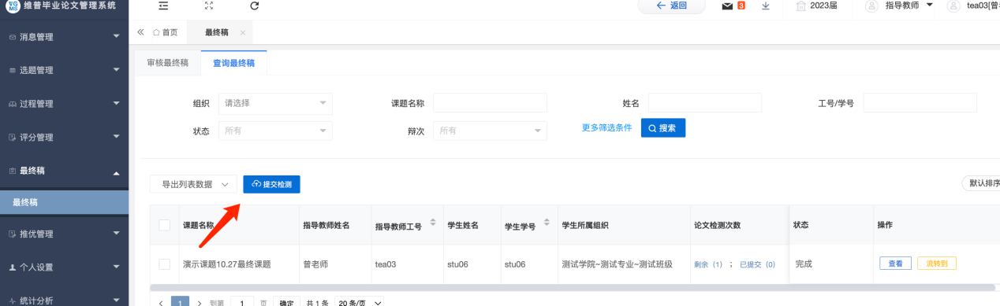 VG MS 维普毕业论文管理系统 返回 3 2023届 指导教师 tea03[曾
消息管理 首页 最终稿 ×
审核最终稿 查询最终稿
选题管理
过程管理 组织 请选择 课题名称 姓名 工号/学号
评分管理 状态 所有 辩次 所有 更多筛选条件 搜索
最终稿
导出列表数据 提交检测 默认排序
最终稿
课题名称 指导教师姓名 指导教师工号 学生姓名 学生学号 学生所属组织 论文检测次数 状态 操作
推优管理
个人设置 演示课题10.27最终课题 曾老师 tea03 stu06 stu06 测试学院~测试专业~测试班级 剩余（1）； 已提交（0） 完成 查看 流转到
统计分析 < 1 > 到第 1 页 确定 共 1 条 20 条/页